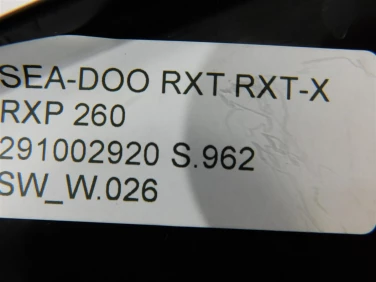 SEA-DOO RXT RXT-X
RXP 260
291002920 S.962
SW_W.026